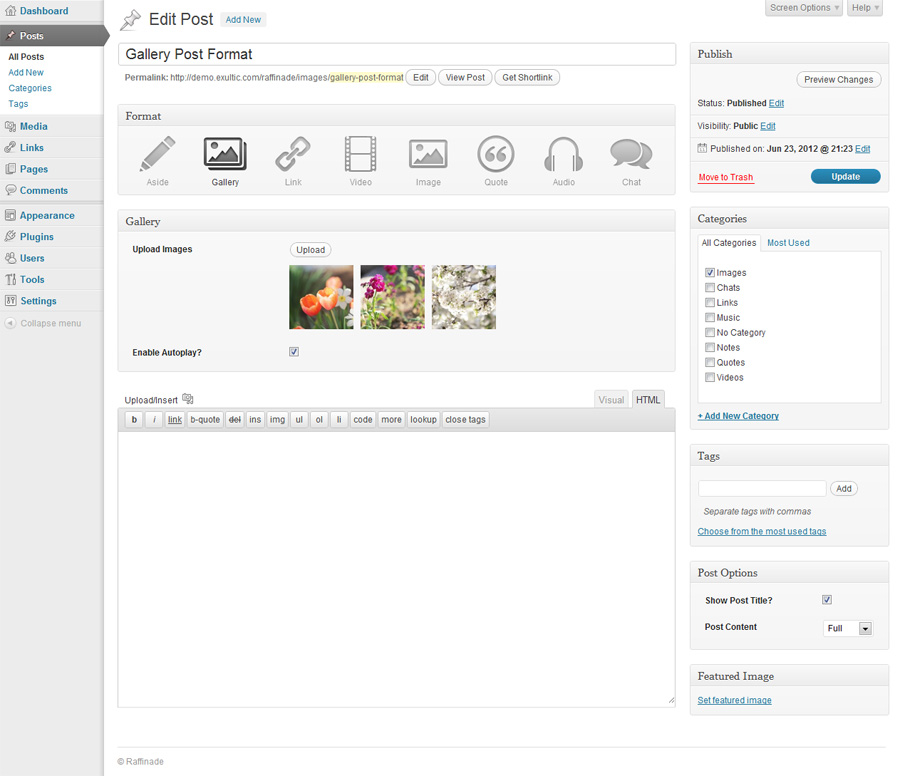 Dashboard
Posts
All Posts
Add New
Categories
Tags
Media
Links
Pages
Comments
Appearance
Plugins
Users
Tools
Settings
Collapse menu
Screen Options
Help
Edit Post Add New
Gallery Post Format
Permalink: http://demo.exultic.com/raffinade/images/gallery-post-format Edit View Post Get Shortlink
Format
Aside Gallery Link Video Image Quote Audio Chat
Gallery
Upload Images Upload
Enable Autoplay?
Upload/Insert Visual HTML
b i link b-quote del ins img ul ol li code more lookup close tags
Publish
Preview Changes
Status: Published Edit
Visibility: Public Edit
Published on: Jun 23, 2012 @ 21:23 Edit
Move to Trash Update
Categories
All Categories Most Used
Images
Chats
Links
Music
No Category
Notes
Quotes
Videos
+ Add New Category
Tags
Add
Separate tags with commas
Choose from the most used tags
Post Options
Show Post Title?
Post Content Full
Featured Image
Set featured image
© Raffinade